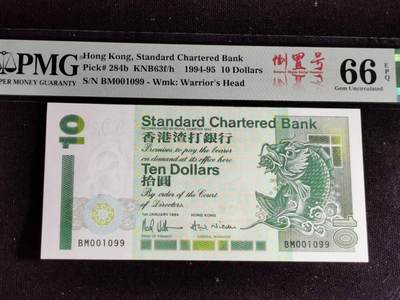 PMG
PAPER MONEY GUARANTY
Hong Kong, Standard Chartered Bank
Pick# 284b KNB63f/h 1994-95 10 Dollars
S/N BM001099 - Wmk: Warrior's Head
倒置号
66 EPQ
Gem Uncirculated
10
Standard Chartered Bank
香港渣打銀行
Promises to pay the bearer
on demand at its office here
Ten Dollars
拾圓
By order of the Court
of Directors.
1ST JANUARY 1994 HONG KONG
BM001099
BM001099
10